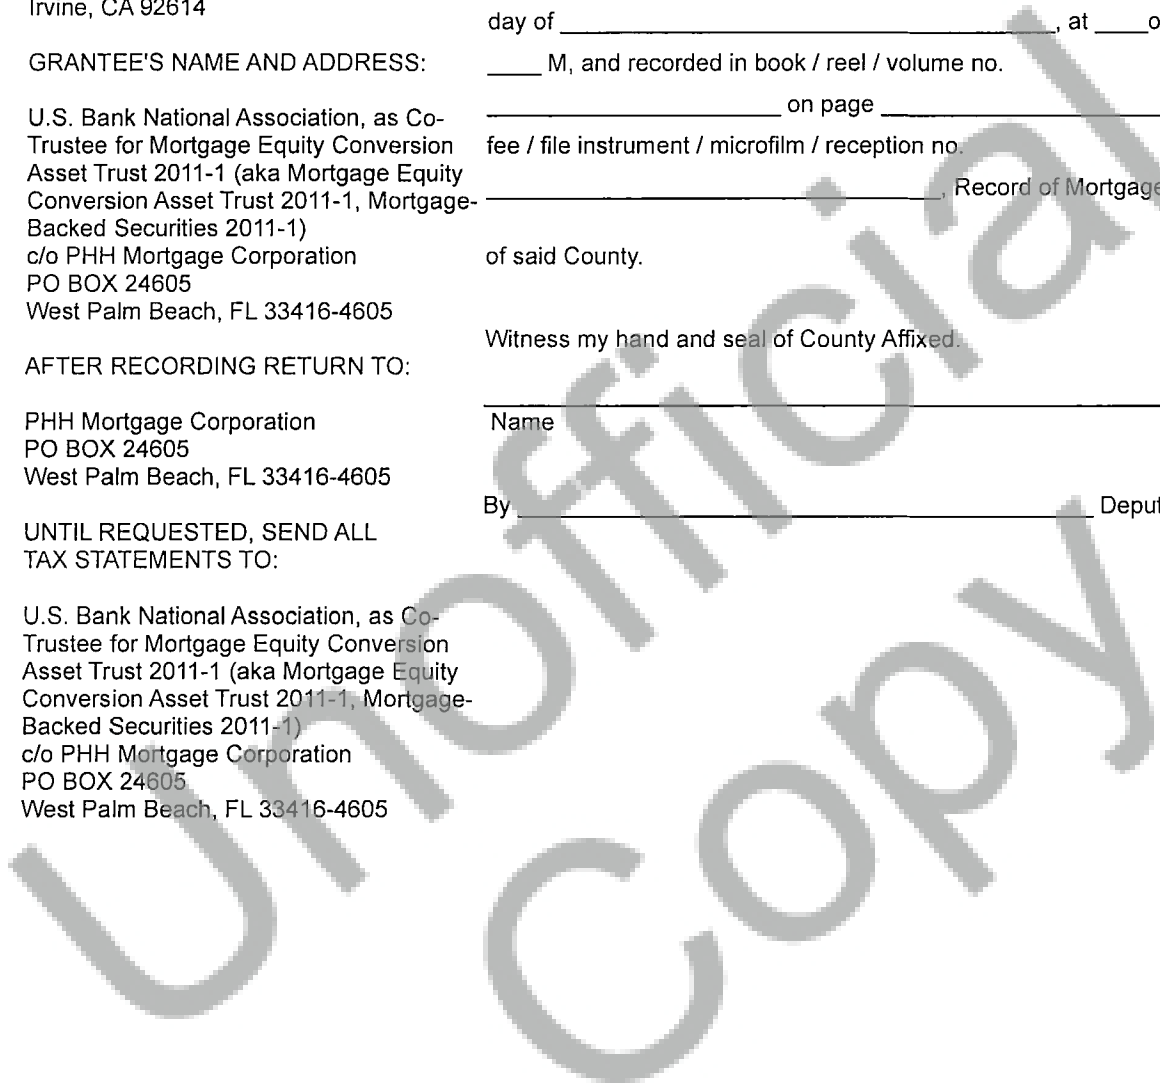 Irvine, CA 92614
GRANTEE'S NAME AND ADDRESS:
U.S. Bank National Association, as Co-
Trustee for Mortgage Equity Conversion
Asset Trust 2011-1 (aka Mortgage Equity
Conversion Asset Trust 2011-1, Mortgage-
Backed Securities 2011-1)
c/o PHH Mortgage Corporation
PO BOX 24605
West Palm Beach, FL 33416-4605
AFTER RECORDING RETURN TO:
PHH Mortgage Corporation
PO BOX 24605
West Palm Beach, FL 33416-4605
UNTIL REQUESTED, SEND ALL
TAX STATEMENTS TO:
U.S. Bank National Association, as Co-
Trustee for Mortgage Equity Conversion
Asset Trust 2011-1 (aka Mortgage Equity
Conversion Asset Trust 2011-1, Mortgage-
Backed Securities 2011-1)
c/o PHH Mortgage Corporation
PO BOX 24605
West Palm Beach, FL 33416-4605
day of , at o
M, and recorded in book / reel / volume no.
on page
fee / file instrument / microfilm / reception no.
, Record of Mortgage
of said County.
Witness my hand and seal of County Affixed.
Name
By Deput
Unofficial
Copy